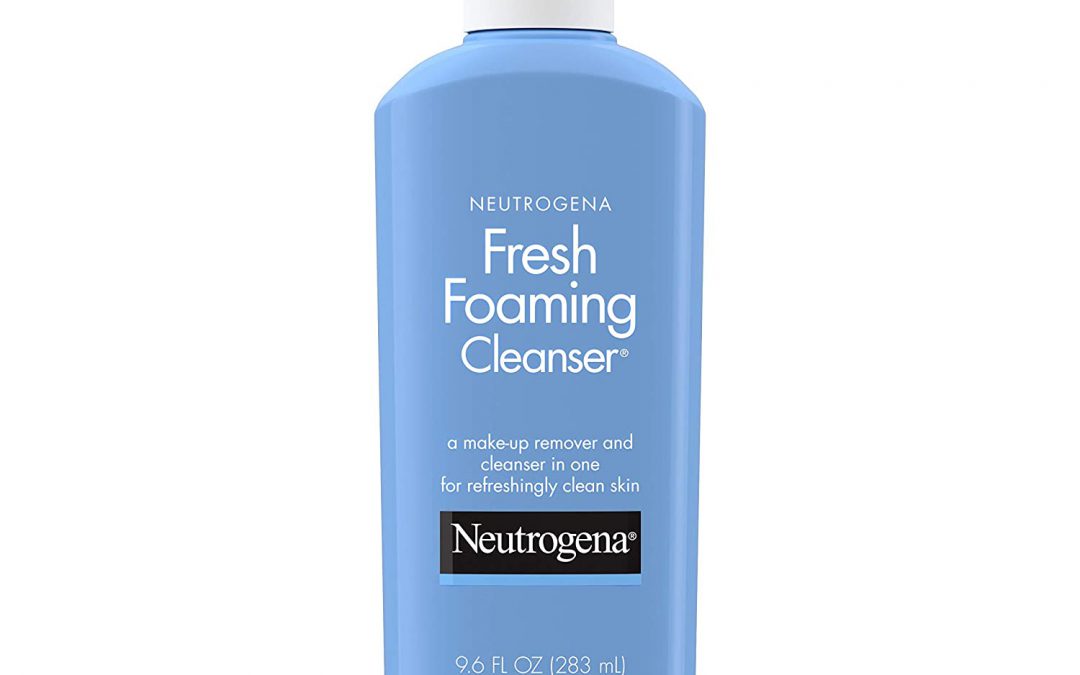 NEUTROGENA
Fresh
Foaming
Cleanser®
a make-up remover and
cleanser in one
for refreshingly clean skin
Neutrogena®
9.6 FL OZ (283 mL)